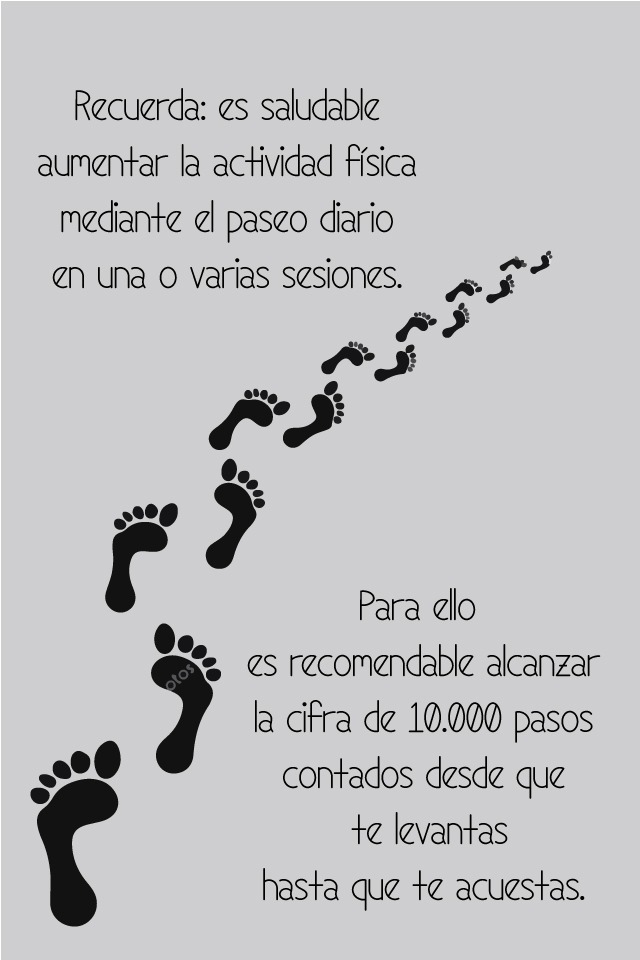 Recuerda: es saludable
aumentar la actividad física
mediante el paseo diario
en una o varias sesiones.
Para ello
es recomendable alcanzar
la cifra de 10.000 pasos
contados desde que
te levantas
hasta que te acuestas.